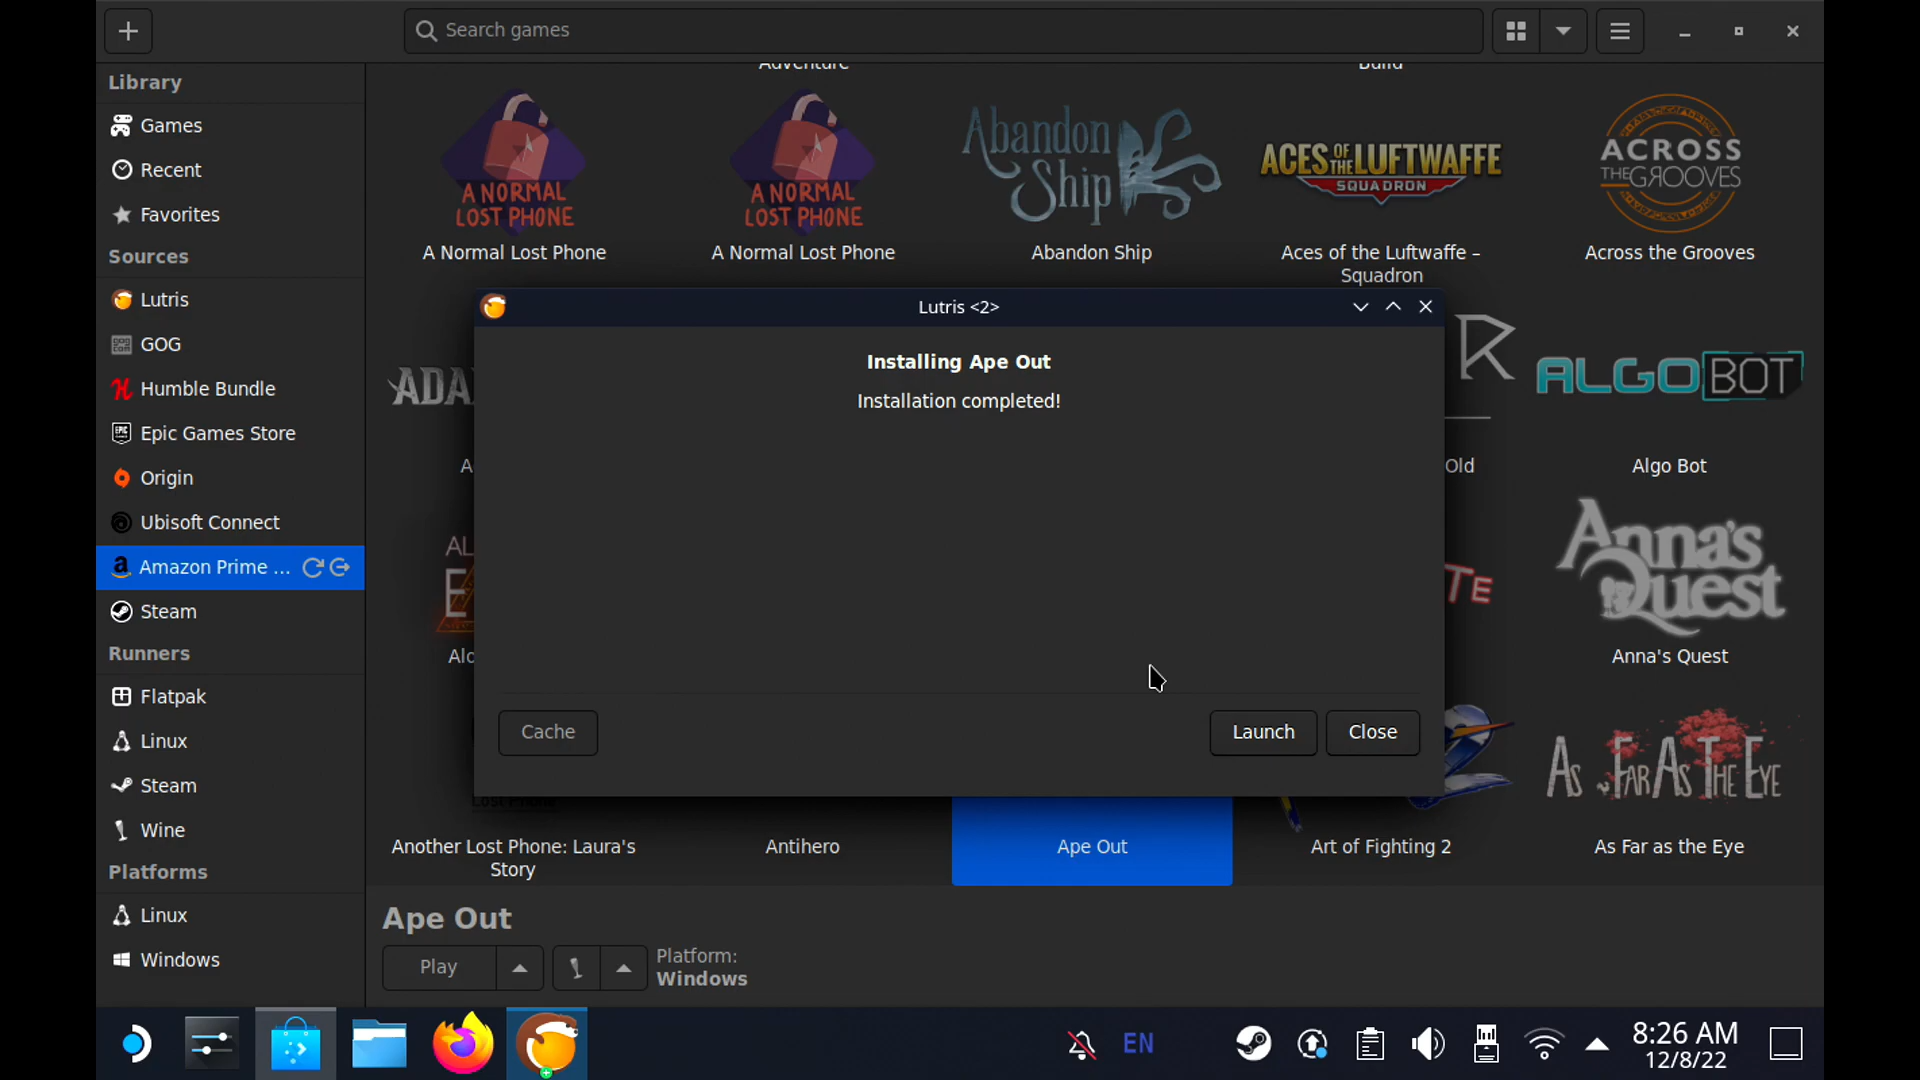 Search games
Library
Games
Recent
Favorites
Sources
Lutris
GOG
Humble Bundle
Epic Games Store
Origin
Ubisoft Connect
Amazon Prime ...
Steam
Runners
Flatpak
Linux
Steam
Wine
Platforms
Linux
Windows
Adventure
Build
A NORMAL
LOST PHONE
A NORMAL
LOST PHONE
Abandon
Ship
ACES OF THE LUFTWAFFE
SQUADRON
ACROSS
THE GROOVES
A Normal Lost Phone
A Normal Lost Phone
Abandon Ship
Aces of the Luftwaffe –
Squadron
Across the Grooves
ADA
R
ALGOBOT
A
Old
Algo Bot
AL
E
TE
Anna's
Quest
Alo
Anna's Quest
Lutris <2>
Installing Ape Out
Installation completed!
Cache
Launch
Close
Lost Phone
2
AS FAR AS THE EYE
Another Lost Phone: Laura's
Story
Antihero
Ape Out
Art of Fighting 2
As Far as the Eye
Ape Out
Play
Platform:
Windows
EN
8:26 AM
12/8/22